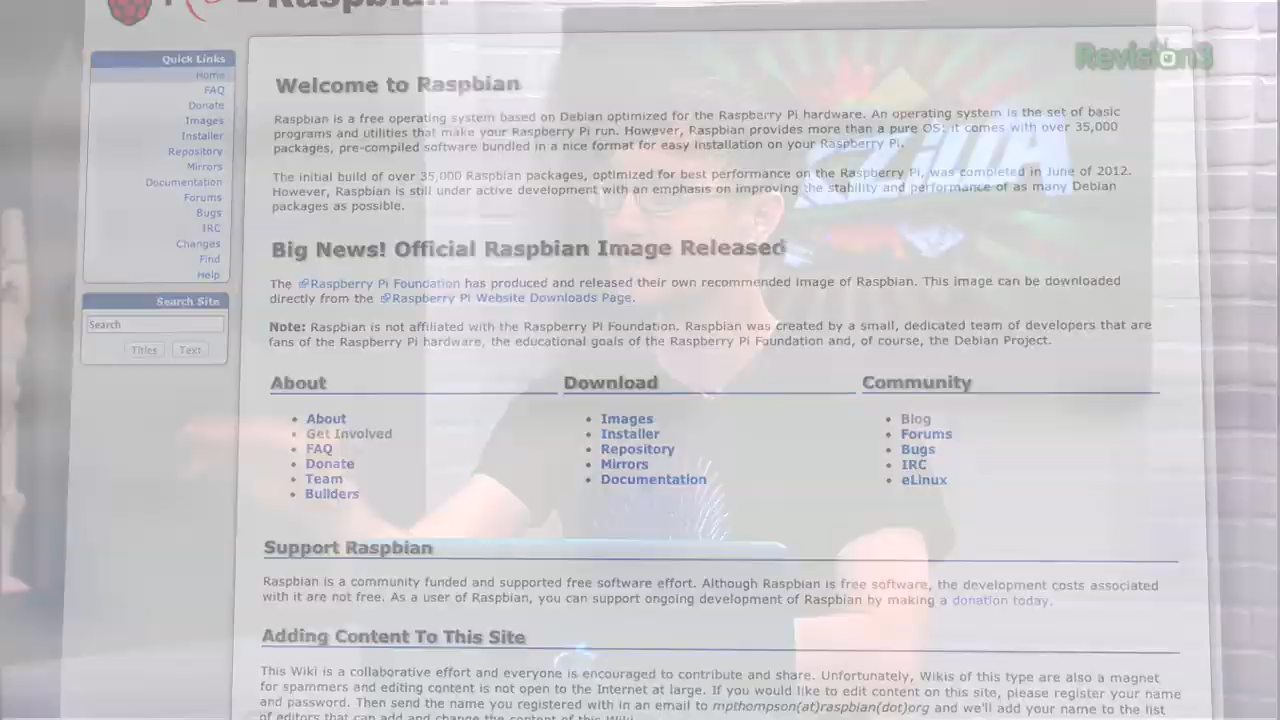 Raspbian
Revision3
Quick Links
Home
FAQ
Donate
Images
Installer
Repository
Mirrors
Documentation
Forums
Bugs
IRC
Changes
Find
Help
Search Site
Search
Titles Text
Welcome to Raspbian
Raspbian is a free operating system based on Debian optimized for the Raspberry Pi hardware. An operating system is the set of basic
programs and utilities that make your Raspberry Pi run. However, Raspbian provides more than a pure OS: it comes with over 35,000
packages, pre-compiled software bundled in a nice format for easy installation on your Raspberry Pi.
The initial build of over 35,000 Raspbian packages, optimized for best performance on the Raspberry Pi, was completed in June of 2012.
However, Raspbian is still under active development with an emphasis on improving the stability and performance of as many Debian
packages as possible.
Big News! Official Raspbian Image Released
The Raspberry Pi Foundation has produced and released their own recommended image of Raspbian. This image can be downloaded
directly from the Raspberry Pi Website Downloads Page.
Note: Raspbian is not affiliated with the Raspberry Pi Foundation. Raspbian was created by a small, dedicated team of developers that are
fans of the Raspberry Pi hardware, the educational goals of the Raspberry Pi Foundation and, of course, the Debian Project.
About
About
Get Involved
FAQ
Donate
Team
Builders
Download
Images
Installer
Repository
Mirrors
Documentation
Community
Blog
Forums
Bugs
IRC
eLinux
Support Raspbian
Raspbian is a community funded and supported free software effort. Although Raspbian is free software, the development costs associated
with it are not free. As a user of Raspbian, you can support ongoing development of Raspbian by making a donation today.
Adding Content To This Site
This Wiki is a collaborative effort and everyone is encouraged to contribute and share. Unfortunately, Wikis of this type are also a magnet
for spammers and editing content is not open to the Internet at large. If you would like to edit content on this site, please register your name
and password. Then send the name you registered with in an email to mpthompson(at)raspbian(dot)org and we'll add your name to the list
of editors that can add and change the content of this Wiki.